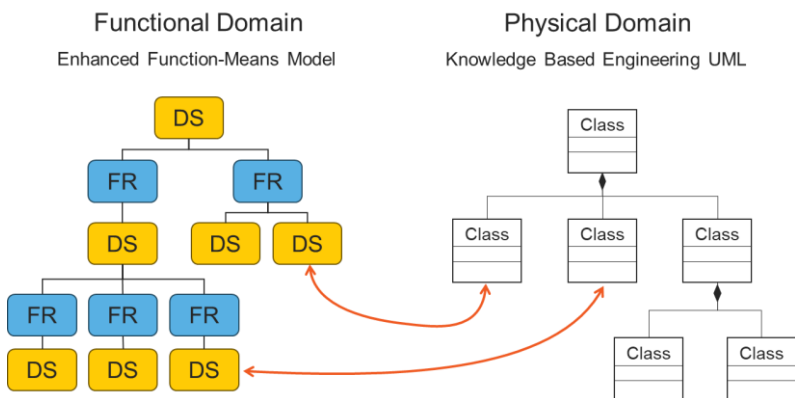 Functional Domain
Enhanced Function-Means Model
Physical Domain
Knowledge Based Engineering UML
DS
FR
FR
DS
DS
DS
FR
FR
FR
DS
DS
DS
Class
Class
Class
Class
Class
Class